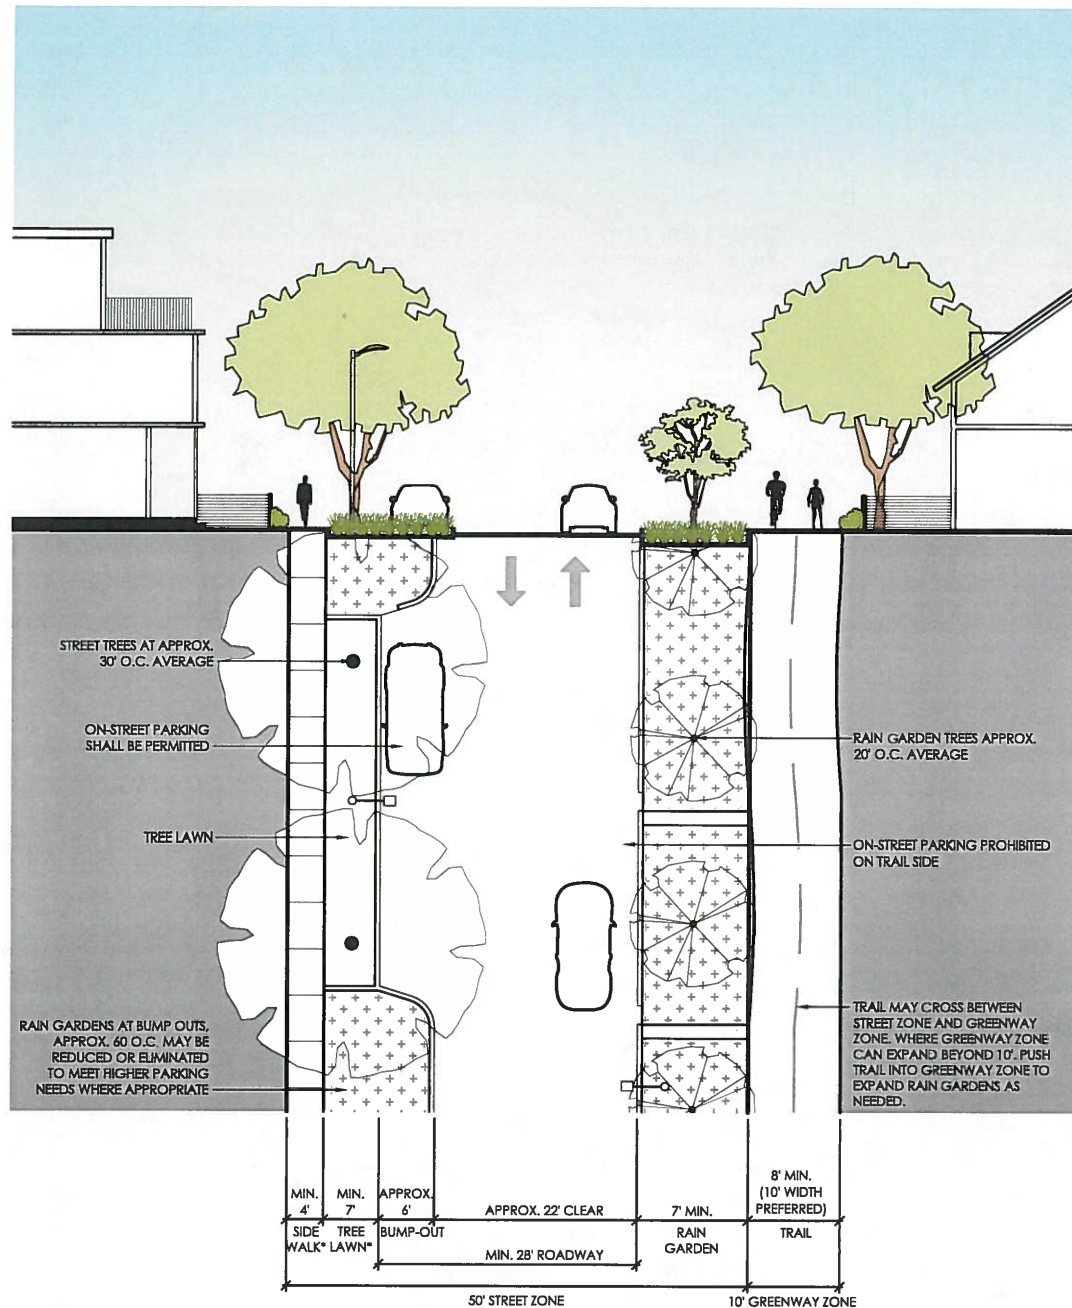 STREET TREES AT APPROX.
30' O.C. AVERAGE
ON-STREET PARKING
SHALL BE PERMITTED
TREE LAWN
RAIN GARDENS AT BUMP OUTS,
APPROX. 60 O.C. MAY BE
REDUCED OR ELIMINATED
TO MEET HIGHER PARKING
NEEDS WHERE APPROPRIATE
RAIN GARDEN TREES APPROX.
20' O.C. AVERAGE
ON-STREET PARKING PROHIBITED
ON TRAIL SIDE
TRAIL MAY CROSS BETWEEN
STREET ZONE AND GREENWAY
ZONE. WHERE GREENWAY ZONE
CAN EXPAND BEYOND 10'. PUSH
TRAIL INTO GREENWAY ZONE TO
EXPAND RAIN GARDENS AS
NEEDED.
MIN.
4'
SIDE
WALK*
MIN.
7'
TREE
LAWN*
APPROX.
6'
BUMP-OUT
APPROX. 22' CLEAR
7' MIN.
RAIN
GARDEN
8' MIN.
(10' WIDTH
PREFERRED)
TRAIL
MIN. 28' ROADWAY
50' STREET ZONE
10' GREENWAY ZONE